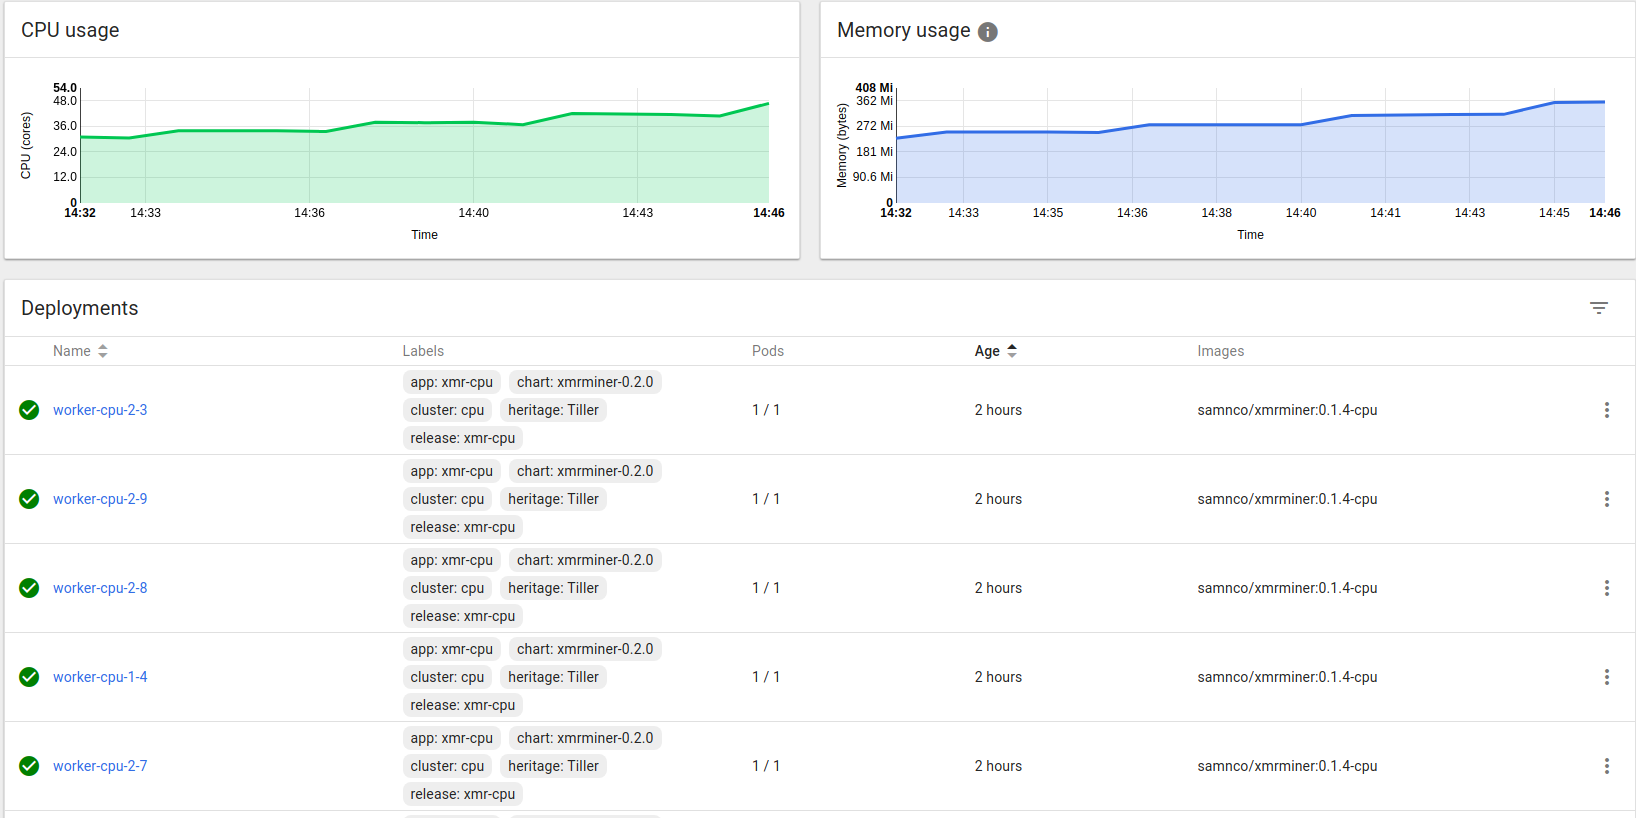 CPU usage
54.0
48.0
36.0
24.0
12.0
0
CPU (cores)
14:32 14:33 14:36 14:40 14:43 14:46
Time
Memory usage
408 Mi
362 Mi
272 Mi
181 Mi
90.6 Mi
0
Memory (bytes)
14:32 14:33 14:35 14:36 14:38 14:40 14:41 14:43 14:45 14:46
Time
Deployments
Name Labels Pods Age Images
app: xmr-cpu chart: xmrminer-0.2.0
worker-cpu-2-3 cluster: cpu heritage: Tiller 1 / 1 2 hours samnco/xmrminer:0.1.4-cpu
release: xmr-cpu
app: xmr-cpu chart: xmrminer-0.2.0
worker-cpu-2-9 cluster: cpu heritage: Tiller 1 / 1 2 hours samnco/xmrminer:0.1.4-cpu
release: xmr-cpu
app: xmr-cpu chart: xmrminer-0.2.0
worker-cpu-2-8 cluster: cpu heritage: Tiller 1 / 1 2 hours samnco/xmrminer:0.1.4-cpu
release: xmr-cpu
app: xmr-cpu chart: xmrminer-0.2.0
worker-cpu-1-4 cluster: cpu heritage: Tiller 1 / 1 2 hours samnco/xmrminer:0.1.4-cpu
release: xmr-cpu
app: xmr-cpu chart: xmrminer-0.2.0
worker-cpu-2-7 cluster: cpu heritage: Tiller 1 / 1 2 hours samnco/xmrminer:0.1.4-cpu
release: xmr-cpu